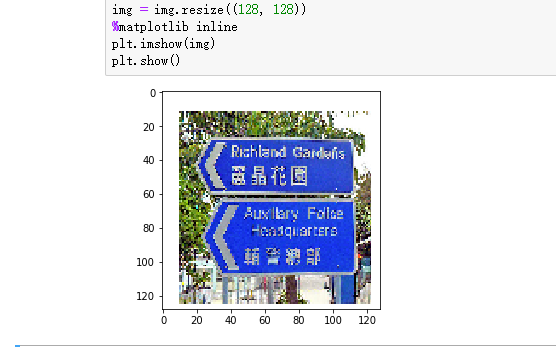 img = img.resize((128, 128))
%matplotlib inline
plt.imshow(img)
plt.show()
0
20
Richland Gardens
40
麗晶花園
60
Auxiliary Police
80
Headquarters
100
輔警總部
120
0 20 40 60 80 100 120